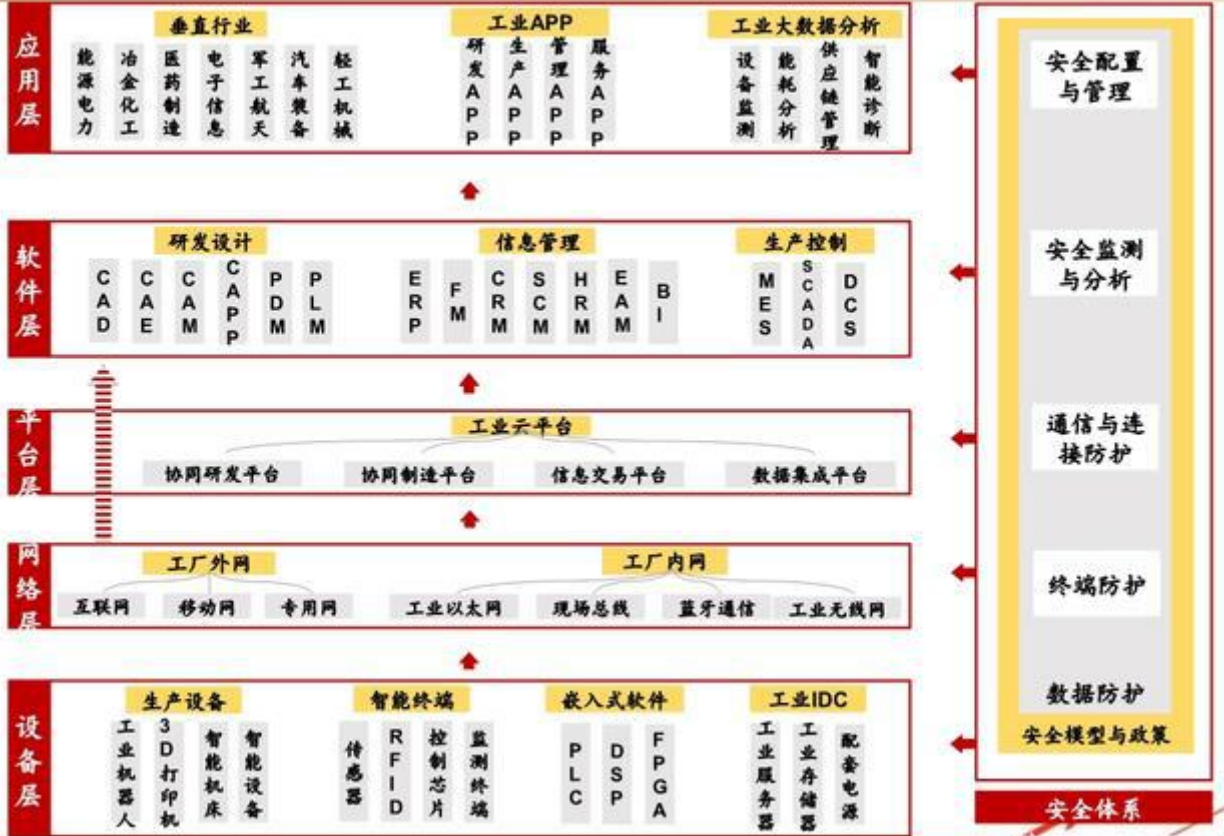 应用层
垂直行业
能源电力
冶金化工
医药制造
电子信息
军工航天
汽车装备
轻工机械
工业APP
研发APP
生产APP
管理APP
服务APP
工业大数据分析
设备监测
能耗分析
供应链管理
智能诊断
软件层
研发设计
CAD
CAE
CAM
CAPP
PDM
PLM
信息管理
ERP
FM
CRM
SCM
HRM
EAM
BI
生产控制
MES
SCADA
DCS
平台层
工业云平台
协同研发平台
协同制造平台
信息交易平台
数据集成平台
网络层
工厂外网
互联网
移动网
专用网
工厂内网
工业以太网
现场总线
蓝牙通信
工业无线网
设备层
生产设备
工业机器人
3D打印机
智能机床
智能设备
智能终端
传感器
RFID
控制芯片
监测终端
嵌入式软件
PLC
DSP
FPGA
工业IDC
工业服务器
工业存储器
配套电源
安全配置
与管理
安全监测
与分析
通信与连
接防护
终端防护
数据防护
安全模型与政策
安全体系